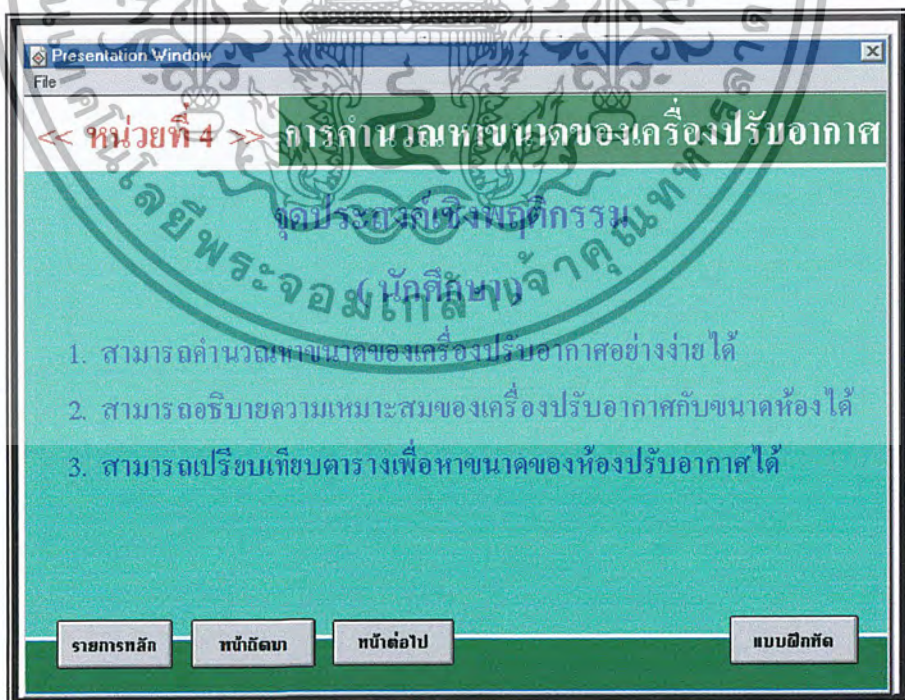 Presentation Window
File
<< หน่วยที่ 4 >> การคำนวณหาขนาดของเครื่องปรับอากาศ
จุดประสงค์เชิงพฤติกรรม
( นักศึกษา )
1. สามารถคำนวณหาขนาดของเครื่องปรับอากาศอย่างง่ายได้
2. สามารถอธิบายความเหมาะสมของเครื่องปรับอากาศกับขนาดห้องได้
3. สามารถเปรียบเทียบตารางเพื่อหาขนาดของห้องปรับอากาศได้
รายการหลัก หน้าถัดมา หน้าต่อไป แบบฝึกหัด